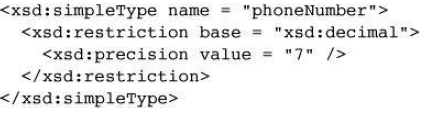 <xsd:simpleType name = "phoneNumber">
<xsd:restriction base = "xsd:decimal">
<xsd:precision value = "7" />
</xsd:restriction>
</xsd:simpleType>